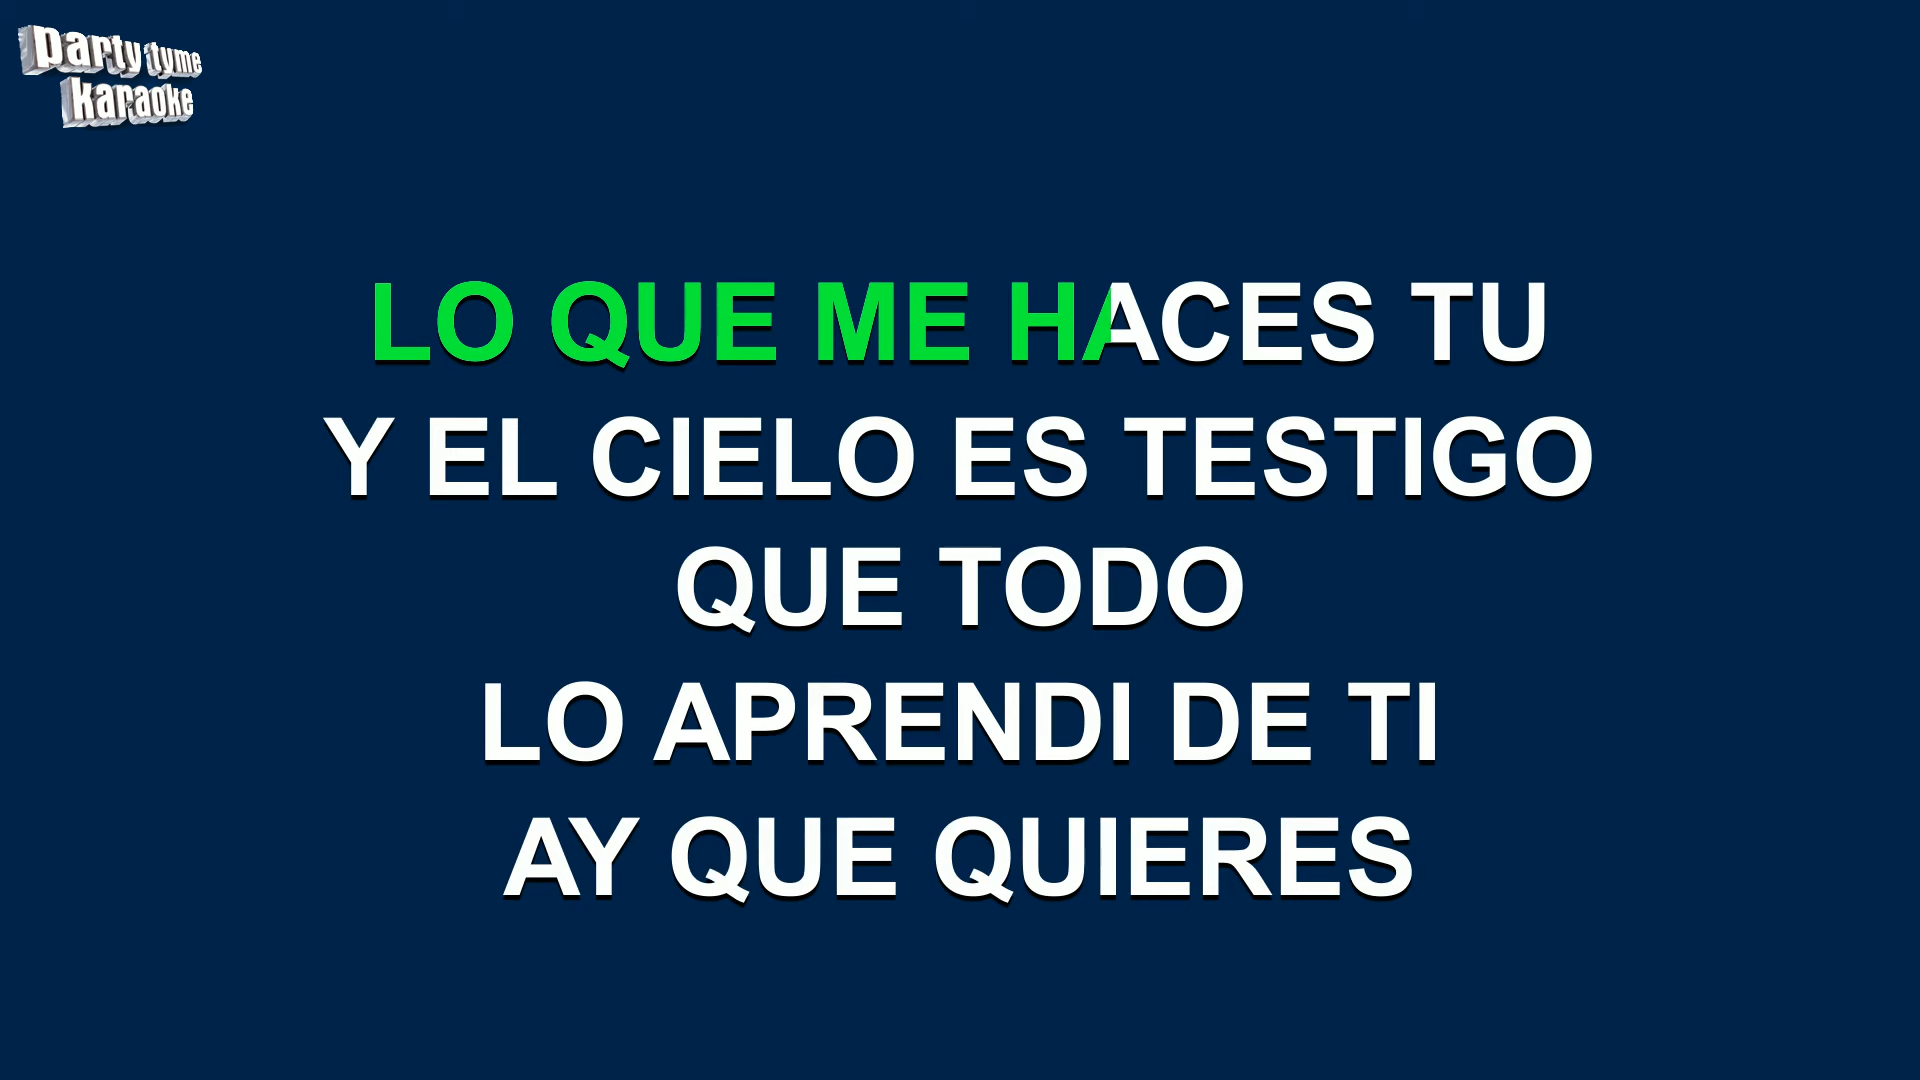 party tyme
karaoke
LO QUE ME HACES TU
Y EL CIELO ES TESTIGO
QUE TODO
LO APRENDI DE TI
AY QUE QUIERES